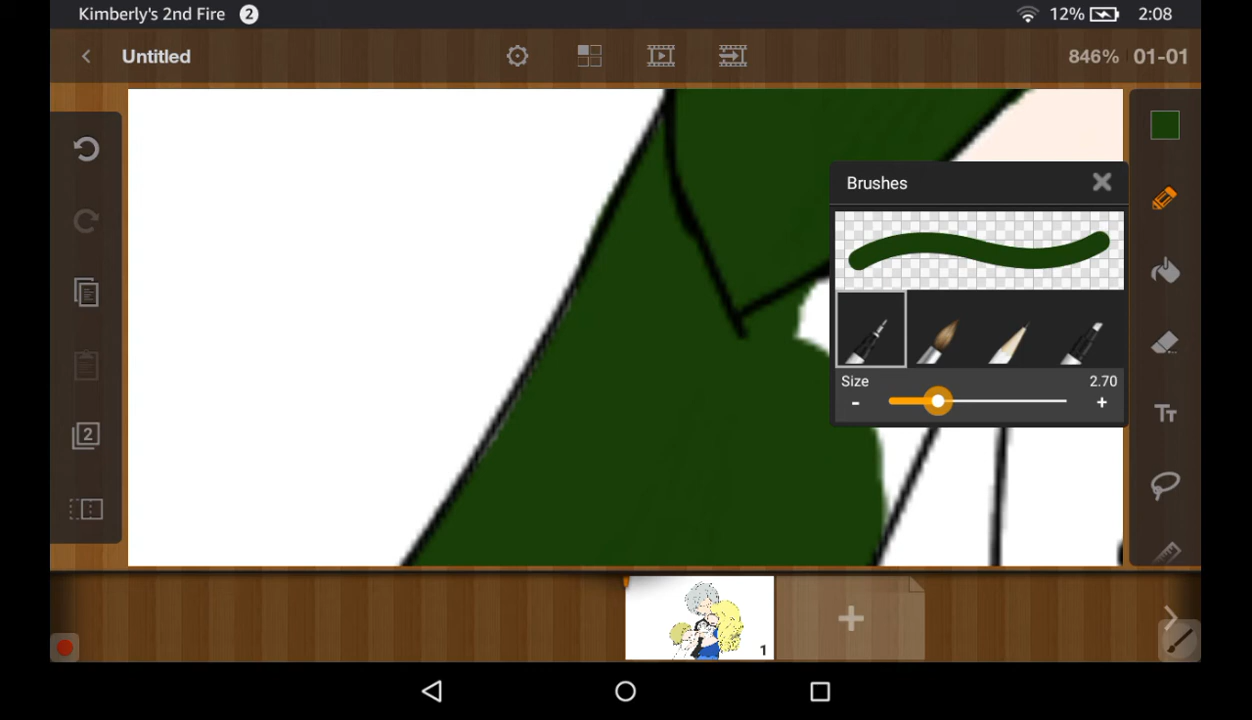 Kimberly's 2nd Fire 2 12% 2:08
Untitled 846% 01-01
Brushes
Size 2.70
- +
2
Tт
+
1